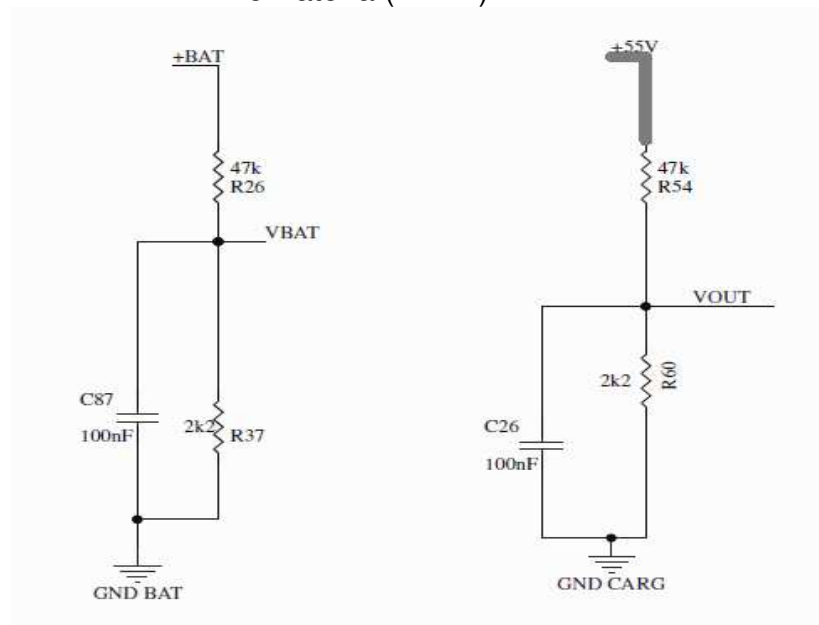 +BAT
47k
R26
VBAT
C87
100nF
2k2
R37
GND BAT
+55V
47k
R54
VOUT
2k2
R60
C26
100nF
GND CARG